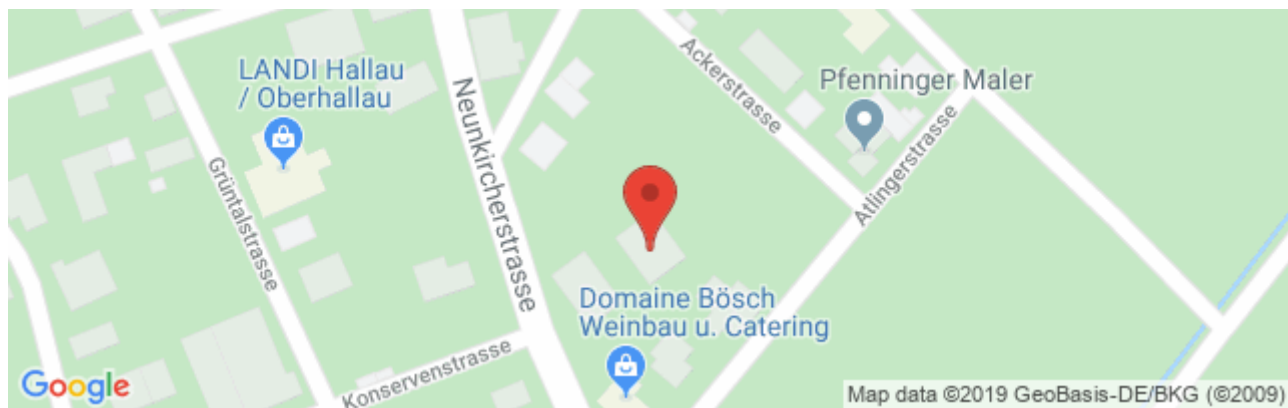 LANDI Hallau
/ Oberhallau
Neunkircherstrasse
Ackerstrasse
Pfenninger Maler
Grüntalstrasse
Atlingerstrasse
Domaine Bösch
Weinbau u. Catering
Konservenstrasse
Google
Map data ©2019 GeoBasis-DE/BKG (©2009)